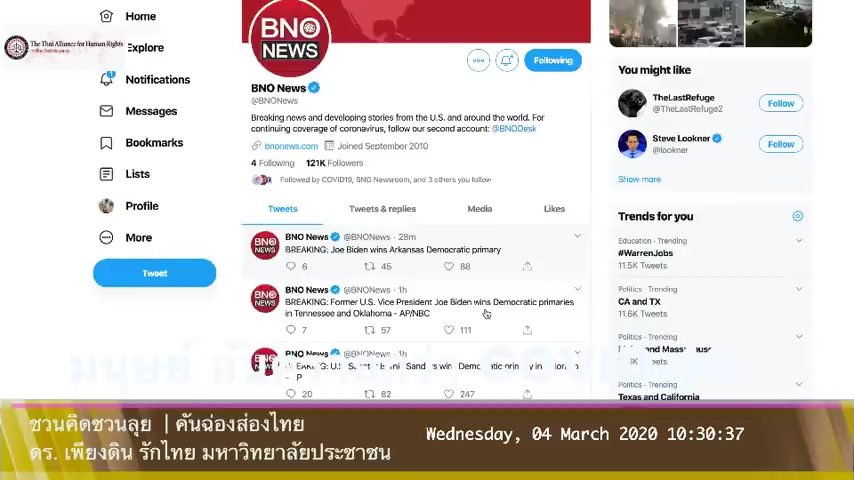 Home
The Thai Alliance for Human Rights
Explore
Notifications
Messages
Bookmarks
Lists
Profile
More
Tweet
BNO
NEWS
Following
BNO News
@BNONews
Breaking news and developing stories from the U.S. and around the world. For
continuing coverage of coronavirus, follow our second account: @BNODesk
bnonews.com Joined September 2010
4 Following 121K Followers
Followed by COVID19, BNO Newsroom, and 3 others you follow
Tweets Tweets & replies Media Likes
BNO News @BNONews · 28m
BREAKING: Joe Biden wins Arkansas Democratic primary
6 45 88
BNO News @BNONews · 1h
BREAKING: Former U.S. Vice President Joe Biden wins Democratic primaries
in Tennessee and Oklahoma - AP/NBC
7 57 111
BNO News @BNONews · 1h
20 82 247
You might like
TheLastRefuge
@TheLastRefuge2
Follow
Steve Lookner
@lookner
Follow
Show more
Trends for you
Education · Trending
#WarrenJobs
11.5K Tweets
Politics · Trending
CA and TX
11.6K Tweets
Politics · Trending
Politics · Trending
Texas and California
มนุษย์
ชวนคิดชวนลุย | คันฉ่องส่องไทย
ดร. เพียงดิน รักไทย มหาวิทยาลัยประชาชน
Wednesday, 04 March 2020 10:30:37